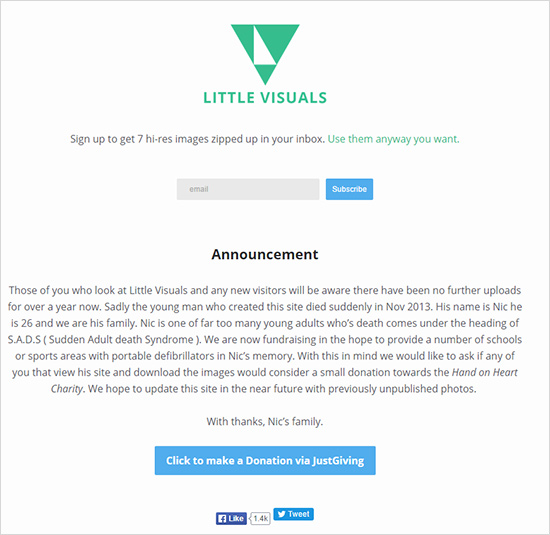 LITTLE VISUALS
Sign up to get 7 hi-res images zipped up in your inbox. Use them anyway you want.
email
Subscribe
Announcement
Those of you who look at Little Visuals and any new visitors will be aware there have been no further uploads
for over a year now. Sadly the young man who created this site died suddenly in Nov 2013. His name is Nic he
is 26 and we are his family. Nic is one of far too many young adults who's death comes under the heading of
S.A.D.S ( Sudden Adult death Syndrome ). We are now fundraising in the hope to provide a number of schools
or sports areas with portable defibrillators in Nic's memory. With this in mind we would like to ask if any of
you that view his site and download the images would consider a small donation towards the Hand on Heart
Charity. We hope to update this site in the near future with previously unpublished photos.
With thanks, Nic's family.
Click to make a Donation via JustGiving
Like 1.4k Tweet